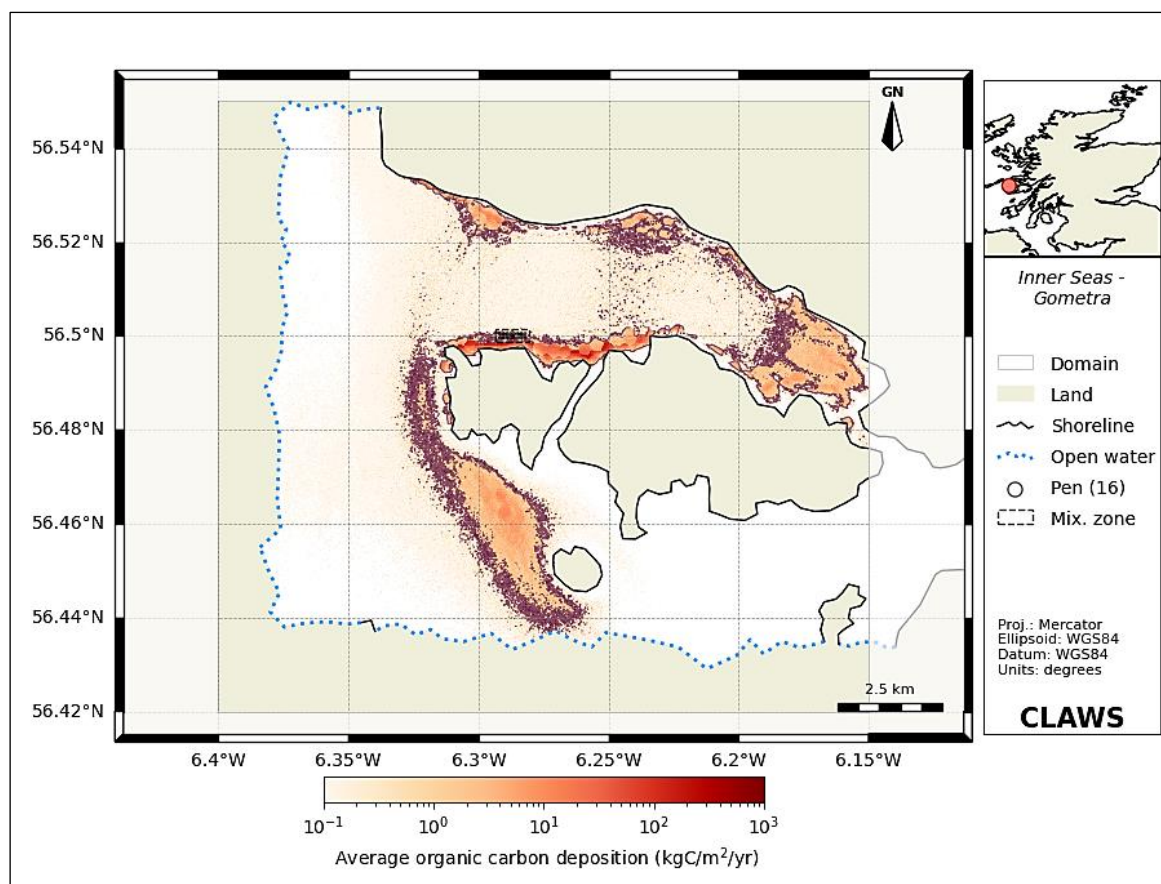 GN
56.54°N
56.52°N
56.5°N
56.48°N
56.46°N
56.44°N
56.42°N
6.4°W
6.35°W
6.3°W
6.25°W
6.2°W
6.15°W
2.5 km
10⁻¹
10⁰
10¹
10²
10³
Average organic carbon deposition (kgC/m²/yr)
Inner Seas -
Gometra
Domain
Land
Shoreline
Open water
Pen (16)
Mix. zone
Proj.: Mercator
Ellipsoid: WGS84
Datum: WGS84
Units: degrees
CLAWS